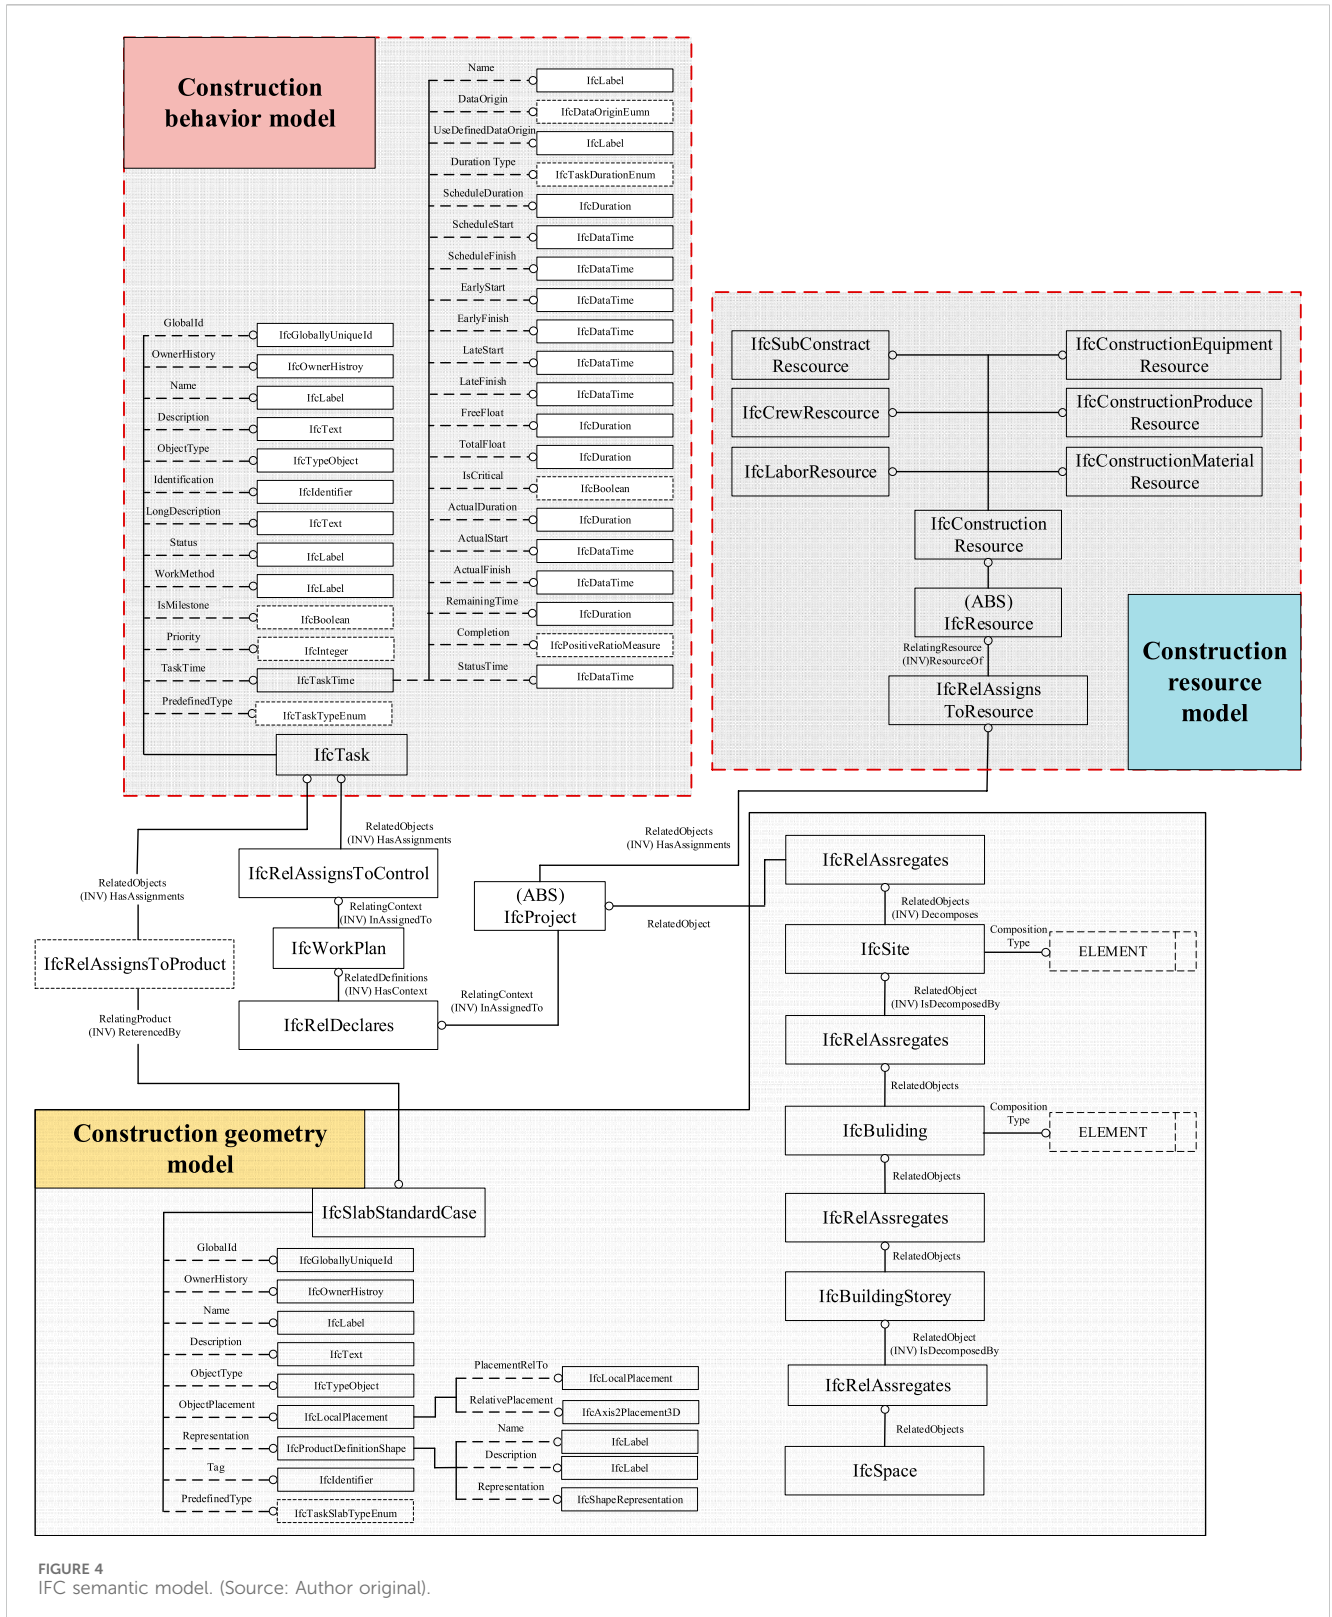 Construction
behavior model
Name
IfcLabel
DataOrigin
IfcDataOriginEumn
UseDefinedDataOrigin
IfcLabel
Duration Type
IfcTaskDurationEnum
ScheduleDuration
IfcDuration
ScheduleStart
IfcDataTime
ScheduleFinish
IfcDataTime
EarlyStart
IfcDataTime
EarlyFinish
IfcDataTime
LateStart
IfcDataTime
LateFinish
IfcDataTime
FreeFloat
IfcDuration
TotalFloat
IfcDuration
IsCritical
IfcBoolean
ActualDuration
IfcDuration
ActualStart
IfcDataTime
ActualFinish
IfcDataTime
RemainingTime
IfcDuration
Completion
IfcPositiveRatioMeasure
StatusTime
IfcDataTime
GlobalId
IfcGloballyUniqueId
OwnerHistory
IfcOwnerHistroy
Name
IfcLabel
Description
IfcText
ObjectType
IfcTypeObject
Identification
IfcIdentifier
LongDescription
IfcText
Status
IfcLabel
WorkMethod
IfcLabel
IsMilestone
IfcBoolean
Priority
IfcInteger
TaskTime
IfcTaskTime
PredefinedType
IfcTaskTypeEnum
IfcTask
IfcSubConstract
Rescource
IfcConstructionEquipment
Resource
IfcCrewRescource
IfcConstructionProduce
Resource
IfcLaborResource
IfcConstructionMaterial
Resource
IfcConstruction
Resource
(ABS)
IfcResource
RelatingResource
(INV)ResourceOf
IfcRelAssigns
ToResource
Construction
resource
model
RelatedObjects
(INV) HasAssignments
IfcRelAssignsToControl
RelatingContext
(INV) InAssignedTo
IfcWorkPlan
RelatedDefinitions
(INV) HasContext
IfcRelDeclares
RelatedObjects
(INV) HasAssignments
IfcRelAssignsToProduct
RelatingProduct
(INV) ReterencedBy
RelatedObjects
(INV) HasAssignments
(ABS)
IfcProject
RelatedObject
RelatingContext
(INV) InAssignedTo
IfcRelAssregates
RelatedObjects
(INV) Decomposes
IfcSite
Composition
Type
ELEMENT
RelatedObject
(INV) IsDecomposedBy
IfcRelAssregates
RelatedObjects
IfcBuliding
Composition
Type
ELEMENT
RelatedObjects
IfcRelAssregates
RelatedObjects
IfcBuildingStorey
RelatedObject
(INV) IsDecomposedBy
IfcRelAssregates
RelatedObjects
IfcSpace
Construction geometry
model
IfcSlabStandardCase
GlobalId
IfcGloballyUniqueId
OwnerHistory
IfcOwnerHistroy
Name
IfcLabel
Description
IfcText
ObjectType
IfcTypeObject
ObjectPlacement
IfcLocalPlacement
Representation
IfcProductDefinitionShape
Tag
IfcIdentifier
PredefinedType
IfcTaskSlabTypeEnum
PlacementRelTo
IfcLocalPlacement
RelativePlacement
IfcAxis2Placement3D
Name
IfcLabel
Description
IfcLabel
Representation
IfcShapeRepresentation
FIGURE 4
IFC semantic model. (Source: Author original).